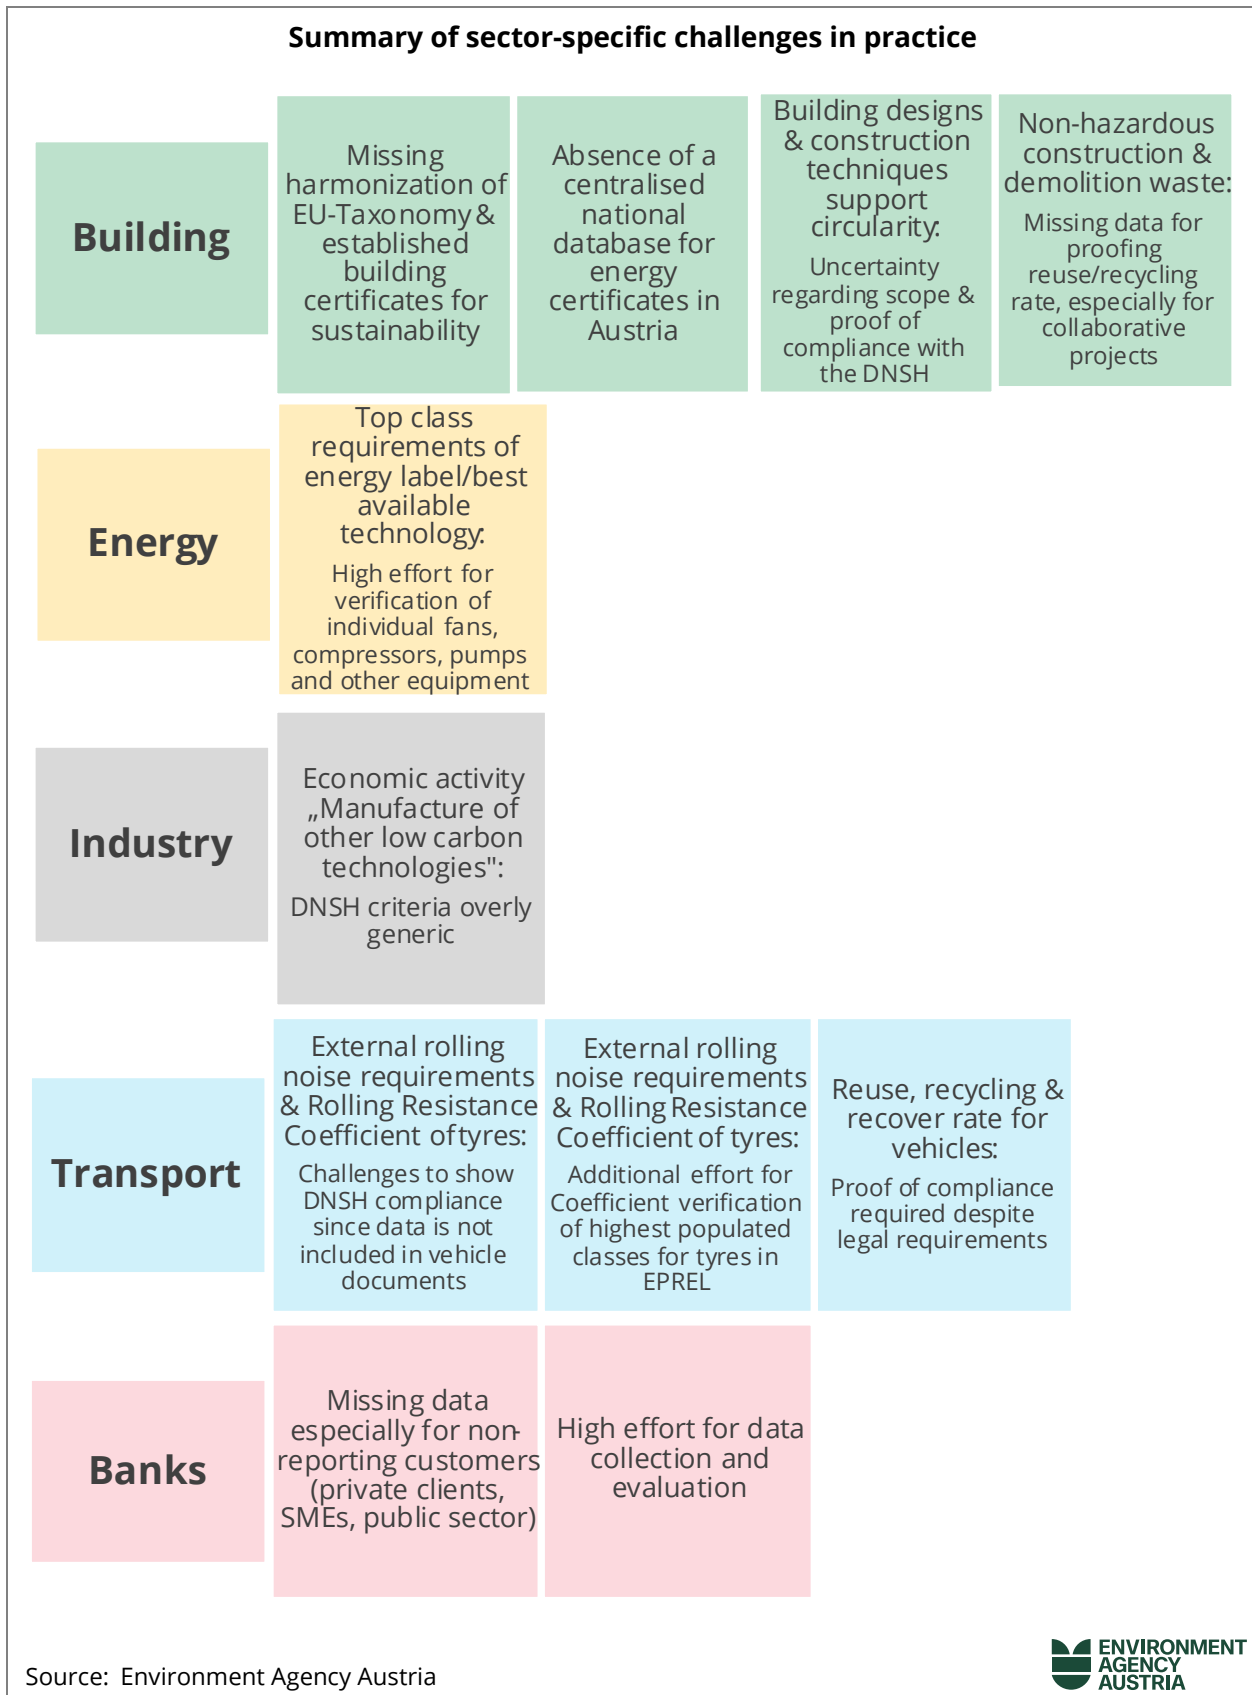 Summary of sector-specific challenges in practice
Building
Missing
harmonization of
EU-Taxonomy &
established
building
certificates for
sustainability
Absence of a
centralised
national
database for
energy
certificates in
Austria
Building designs
& construction
techniques
support
circularity:
Uncertainty
regarding scope &
proof of
compliance with
the DNSH
Non-hazardous
construction &
demolition waste:
Missing data for
proofing
reuse/recycling
rate, especially for
collaborative
projects
Energy
Top class
requirements of
energy label/best
available
technology:
High effort for
verification of
individual fans,
compressors, pumps
and other equipment
Industry
Economic activity
„Manufacture of
other low carbon
technologies":
DNSH criteria overly
generic
Transport
External rolling
noise requirements
& Rolling Resistance
Coefficient of tyres:
Challenges to show
DNSH compliance
since data is not
included in vehicle
documents
External rolling
noise requirements
& Rolling Resistance
Coefficient of tyres:
Additional effort for
Coefficient verification
of highest populated
classes for tyres in
EPREL
Reuse, recycling &
recover rate for
vehicles:
Proof of compliance
required despite
legal requirements
Banks
Missing data
especially for non-
reporting customers
(private clients,
SMEs, public sector)
High effort for data
collection and
evaluation
Source: Environment Agency Austria
ENVIRONMENT
AGENCY
AUSTRIA